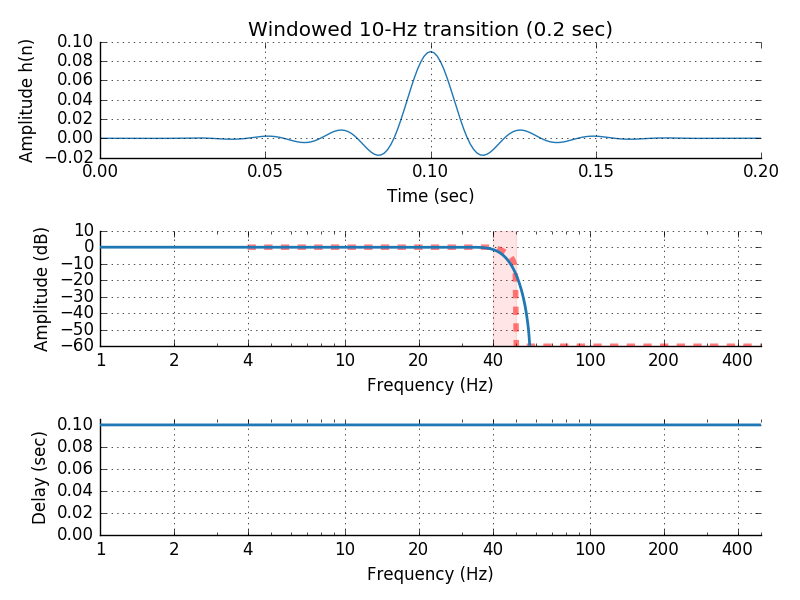 Windowed 10-Hz transition (0.2 sec)
Amplitude h(n)
0.10
0.08
0.06
0.04
0.02
0.00
−0.02
0.00 0.05 0.10 0.15 0.20
Time (sec)
Amplitude (dB)
10
0
−10
−20
−30
−40
−50
−60
1 2 4 10 20 40 100 200 400
Frequency (Hz)
Delay (sec)
0.10
0.08
0.06
0.04
0.02
0.00
1 2 4 10 20 40 100 200 400
Frequency (Hz)